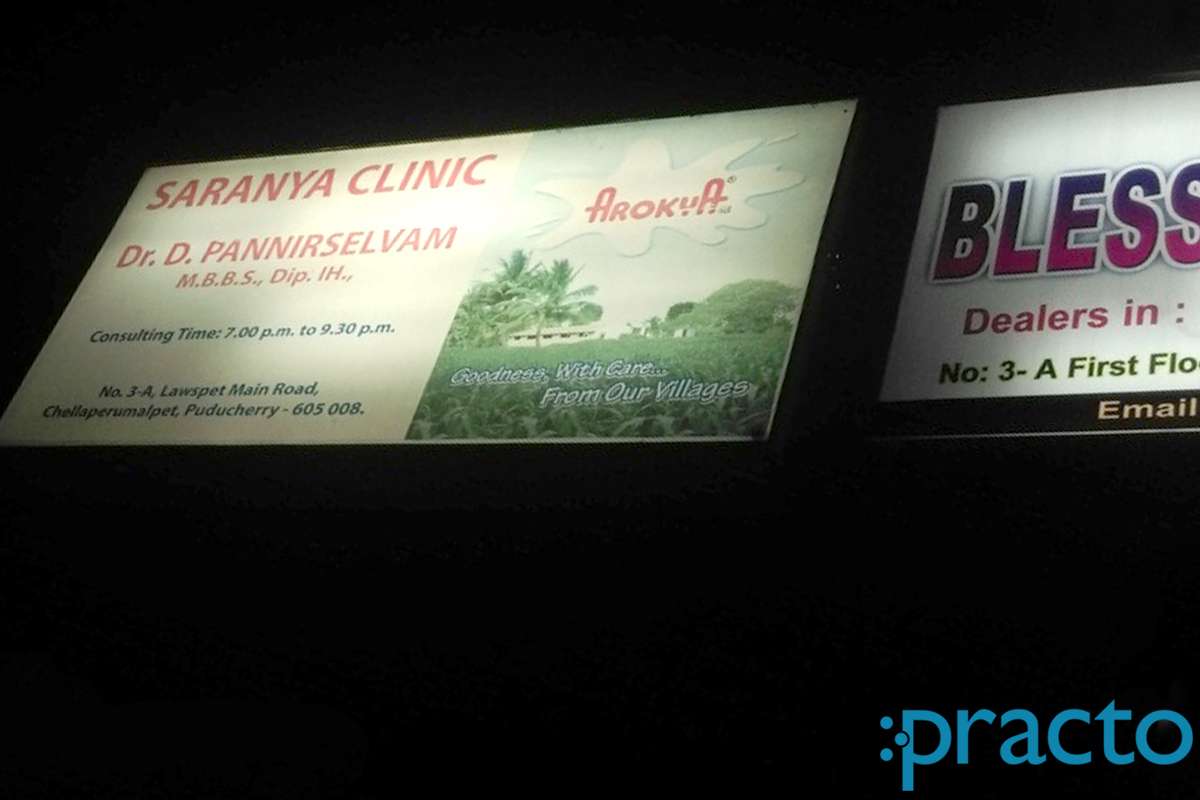 SARANYA CLINIC
Dr. D. PANNIRSELVAM
M.B.B.S., Dip. IH.,
Consulting Time: 7.00 p.m. to 9.30 p.m.
No. 3-A, Lawspet Main Road,
Chellaperumalpet, Puducherry - 605 008.
AROKYA®
Goodness, With Care...
From Our Villages
BLESS
Dealers in :
No: 3- A First Floo
Email
:practo